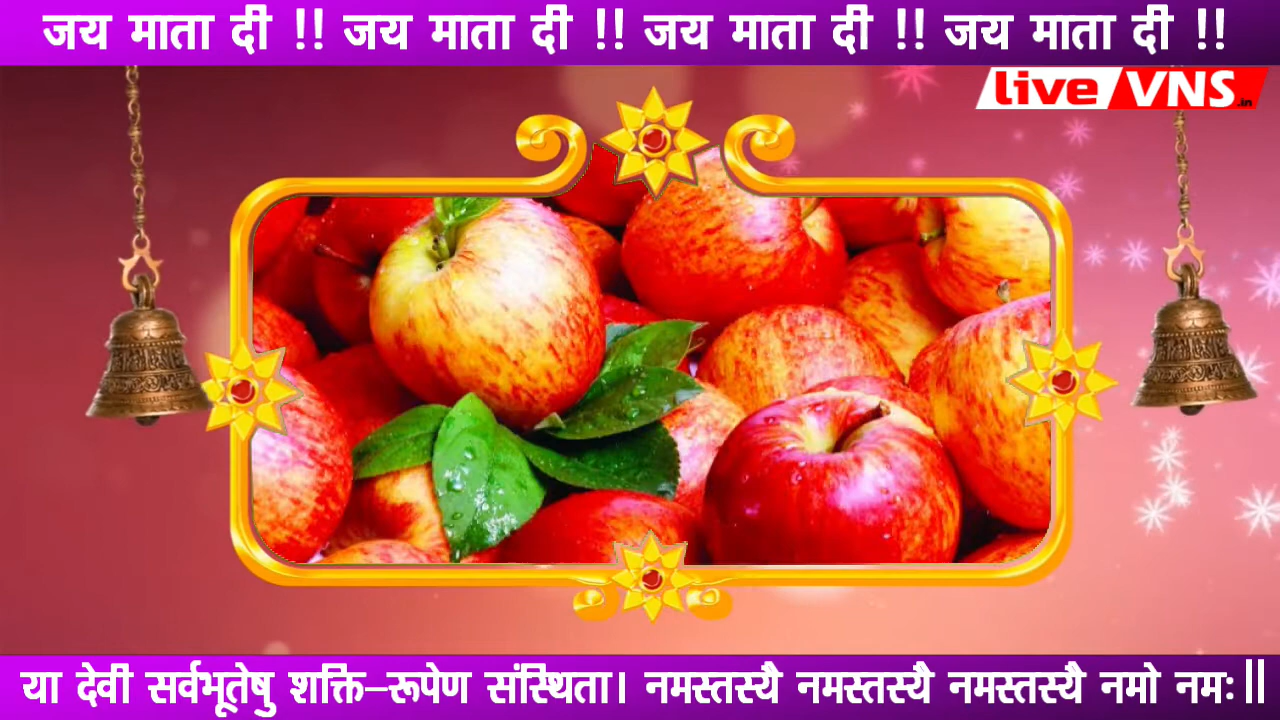 जय माता दी !! जय माता दी !! जय माता दी !! जय माता दी !!
live VNS.in
या देवी सर्वभूतेषु शक्ति-रूपेण संस्थिता। नमस्तस्यै नमस्तस्यै नमस्तस्यै नमो नमः॥